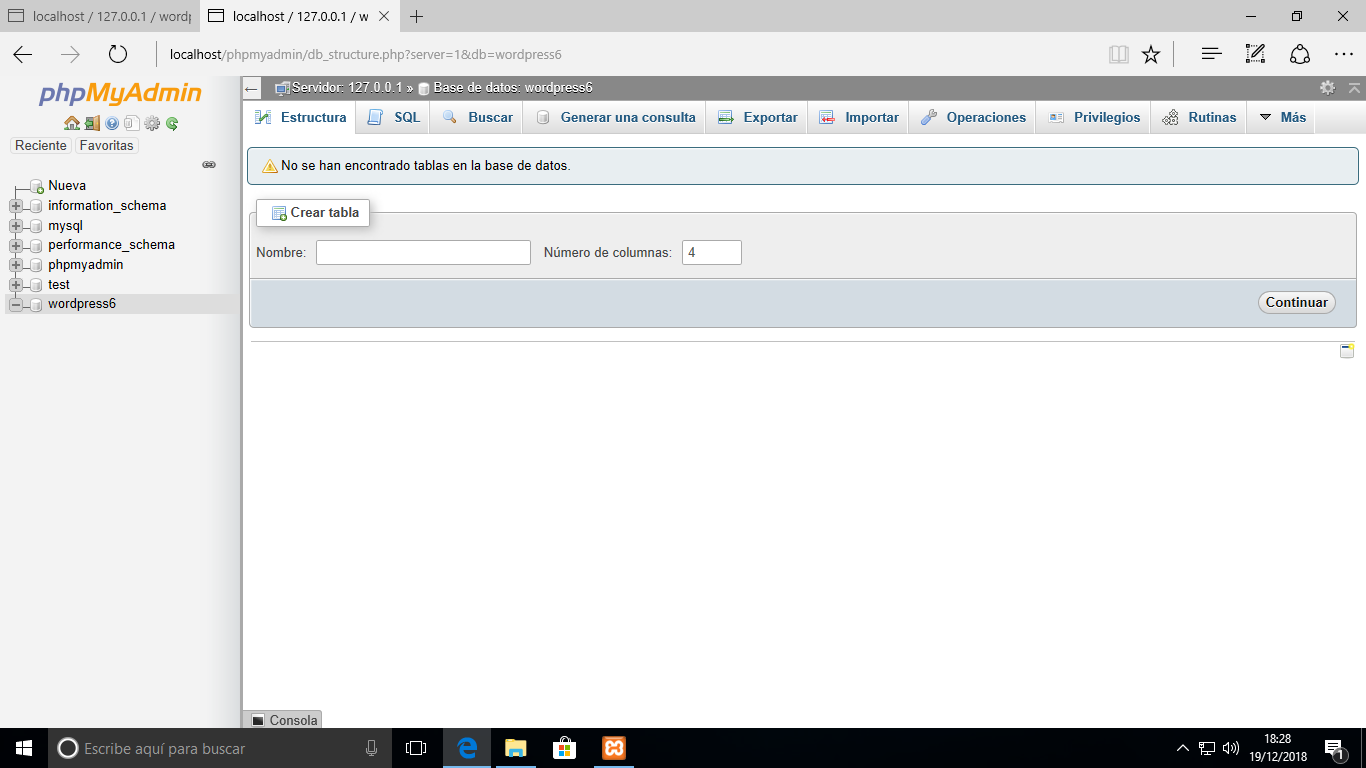 localhost / 127.0.0.1 / wordp
localhost / 127.0.0.1 / w
localhost/phpmyadmin/db_structure.php?server=1&db=wordpress6
phpMyAdmin
Reciente Favoritas
Nueva
information_schema
mysql
performance_schema
phpmyadmin
test
wordpress6
Servidor: 127.0.0.1 » Base de datos: wordpress6
Estructura SQL Buscar Generar una consulta Exportar Importar Operaciones Privilegios Rutinas Más
No se han encontrado tablas en la base de datos.
Crear tabla
Nombre: Número de columnas: 4
Continuar
Consola
Escribe aquí para buscar
18:28
19/12/2018
1